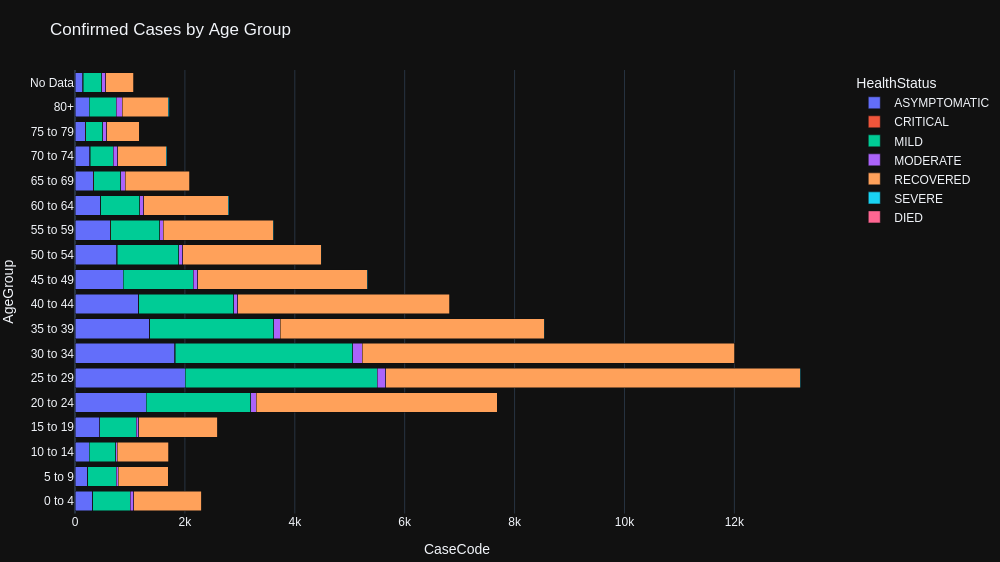 Confirmed Cases by Age Group
No Data
80+
75 to 79
70 to 74
65 to 69
60 to 64
55 to 59
50 to 54
45 to 49
40 to 44
35 to 39
30 to 34
25 to 29
20 to 24
15 to 19
10 to 14
5 to 9
0 to 4
AgeGroup
0 2k 4k 6k 8k 10k 12k
CaseCode
HealthStatus
ASYMPTOMATIC
CRITICAL
MILD
MODERATE
RECOVERED
SEVERE
DIED